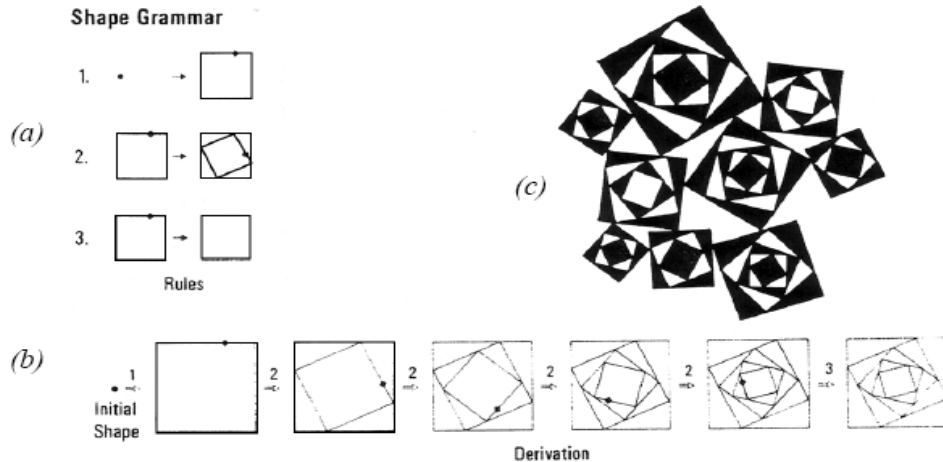 Shape Grammar
1.
(a)
2.
3.
Rules
(c)
(b)
1 2 2 2 2 3
Initial
Shape
Derivation